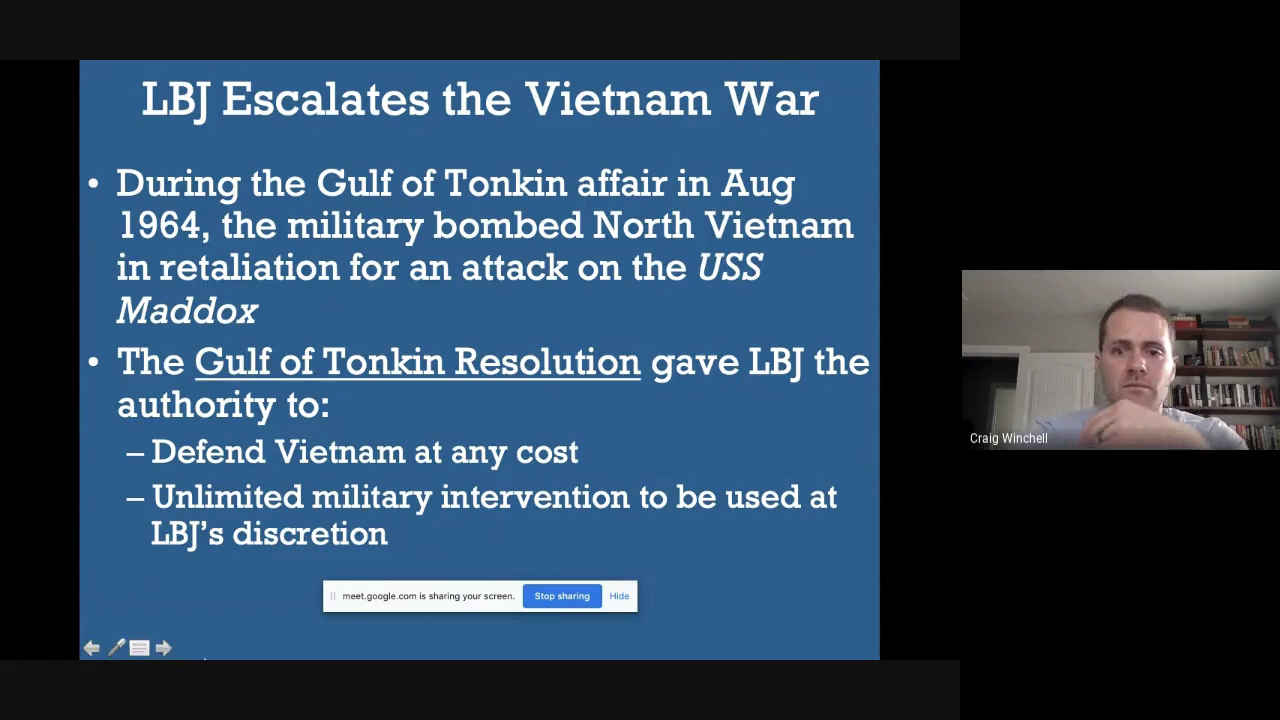 LBJ Escalates the Vietnam War
• During the Gulf of Tonkin affair in Aug
1964, the military bombed North Vietnam
in retaliation for an attack on the USS
Maddox
• The Gulf of Tonkin Resolution gave LBJ the
authority to:
– Defend Vietnam at any cost
– Unlimited military intervention to be used at
LBJ’s discretion
meet.google.com is sharing your screen. Stop sharing Hide
Craig Winchell